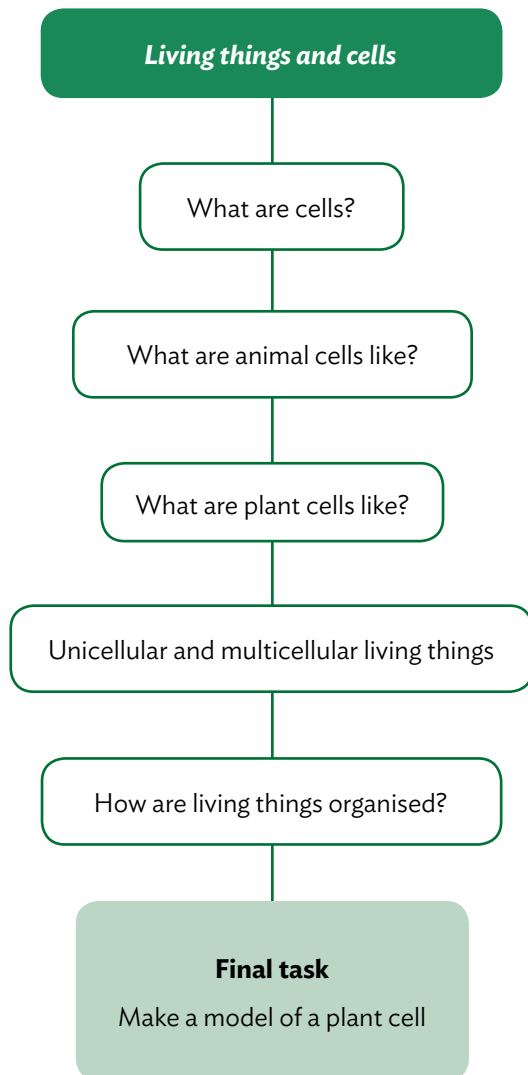 Living things and cells
What are cells?
What are animal cells like?
What are plant cells like?
Unicellular and multicellular living things
How are living things organised?
Final task
Make a model of a plant cell